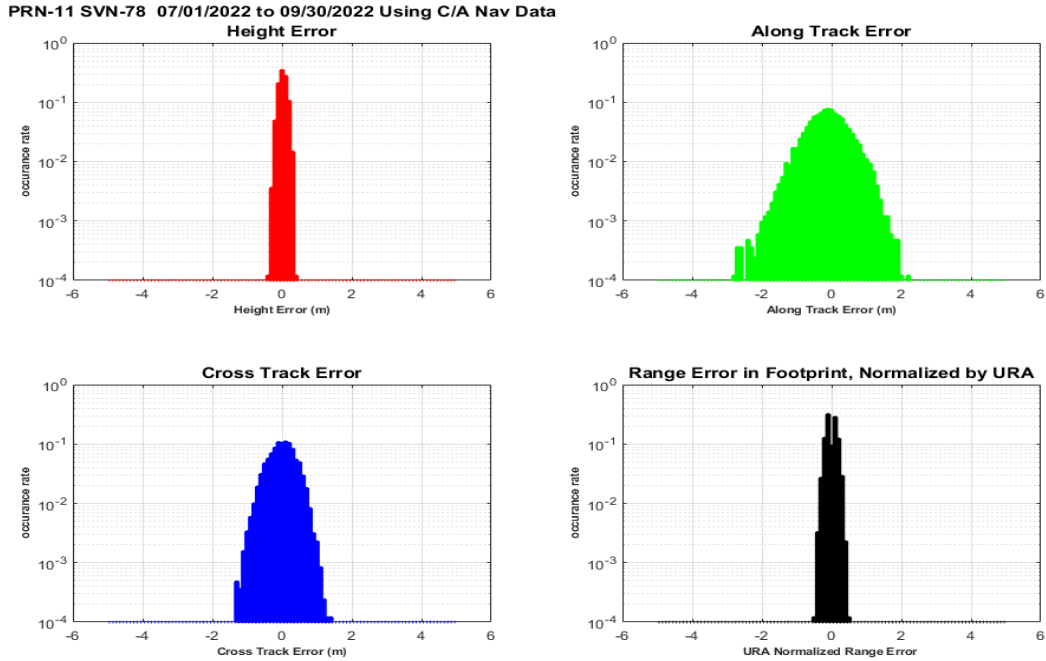 PRN-11 SVN-78 07/01/2022 to 09/30/2022 Using C/A Nav Data
Height Error
10^0
10^-1
10^-2
10^-3
10^-4
occurance rate
-6 -4 -2 0 2 4 6
Height Error (m)
Along Track Error
10^0
10^-1
10^-2
10^-3
10^-4
occurance rate
-6 -4 -2 0 2 4 6
Along Track Error (m)
Cross Track Error
10^0
10^-1
10^-2
10^-3
10^-4
occurance rate
-6 -4 -2 0 2 4 6
Cross Track Error (m)
Range Error in Footprint, Normalized by URA
10^0
10^-1
10^-2
10^-3
10^-4
occurance rate
-6 -4 -2 0 2 4 6
URA Normalized Range Error